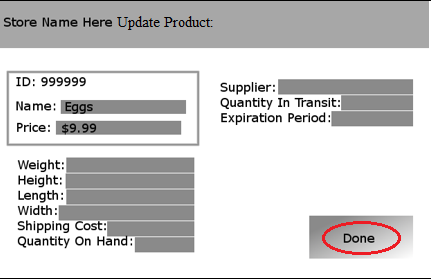 Store Name Here Update Product:
ID: 999999
Name: Eggs
Price: $9.99
Supplier:
Quantity In Transit:
Expiration Period:
Weight:
Height:
Length:
Width:
Shipping Cost:
Quantity On Hand:
Done